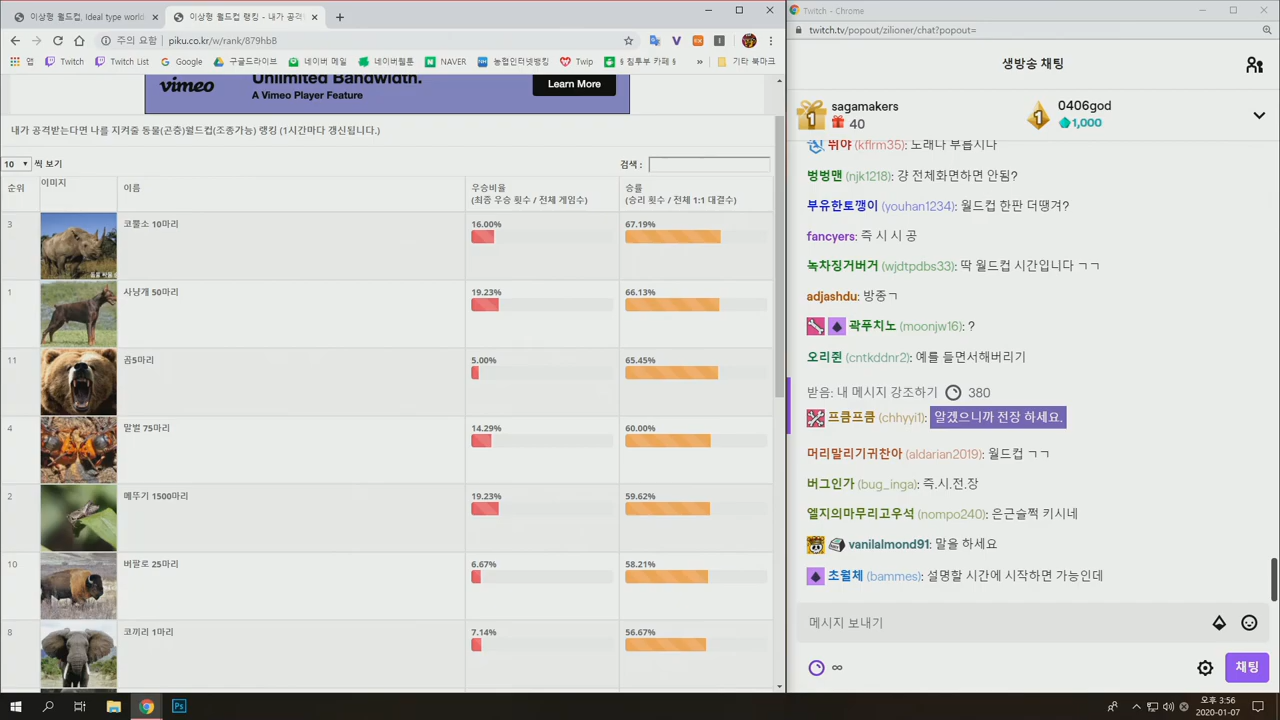 이상형 월드컵, Ideal type world
이상형 월드컵 랭킹 - 내가 공격
Twitch - Chrome
주의 요함
piku.co.kr/w/rank/879hb8
twitch.tv/popout/zilioner/chat?popout=
앱
Twitch
Twitch List
Google
구글드라이브
네이버 메일
네이버웹툰
NAVER
농협인터넷뱅킹
Twip
§ 침투부 카페 §
»
기타 북마크
vimeo
Unlimited Bandwidth.
A Vimeo Player Feature
Learn More
내가 공격받는다면 나를 지켜줄 동물(곤충)월드컵(조종가능) 랭킹 (1시간마다 갱신됩니다.)
10 씩 보기
검색 :
순위
이미지
이름
우승비율
(최종 우승 횟수 / 전체 게임수)
승률
(승리 횟수 / 전체 1:1 대결수)
3
코뿔소 10마리
16.00%
67.19%
1
사냥개 50마리
19.23%
66.13%
11
곰5마리
5.00%
65.45%
4
말벌 75마리
14.29%
60.00%
2
메뚜기 1500마리
19.23%
59.62%
10
버팔로 25마리
6.67%
58.21%
8
코끼리 1마리
7.14%
56.67%
생방송 채팅
1
sagamakers
40
1
0406god
1,000
뮈야 (kflrm35): 노래나 부릅시다
벙벙맨 (njk1218): 걍 전체화면하면 안됨?
부유한토깽이 (youhan1234): 월드컵 한판 더땡겨?
fancyers: 즉 시 시 공
녹차징거버거 (wjdtpdbs33): 딱 월드컵 시간입니다 ㄱㄱ
adjashdu: 방종ㄱ
곽푸치노 (moonjw16): ?
오리쥔 (cntkddnr2): 예를 들면서해버리기
받음: 내 메시지 강조하기 380
프큼프큼 (chhyyi1): 알겠으니까 전장 하세요.
머리말리기귀찬아 (aldarian2019): 월드컵 ㄱㄱ
버그인가 (bug_inga): 즉.시.전.장
엘지의마무리고우석 (nompo240): 은근슬쩍 키시네
vanilalmond91: 말을 하세요
초월체 (bammes): 설명할 시간에 시작하면 가능인데
메시지 보내기
∞
채팅
Ps
오후 3:56
2020-01-07